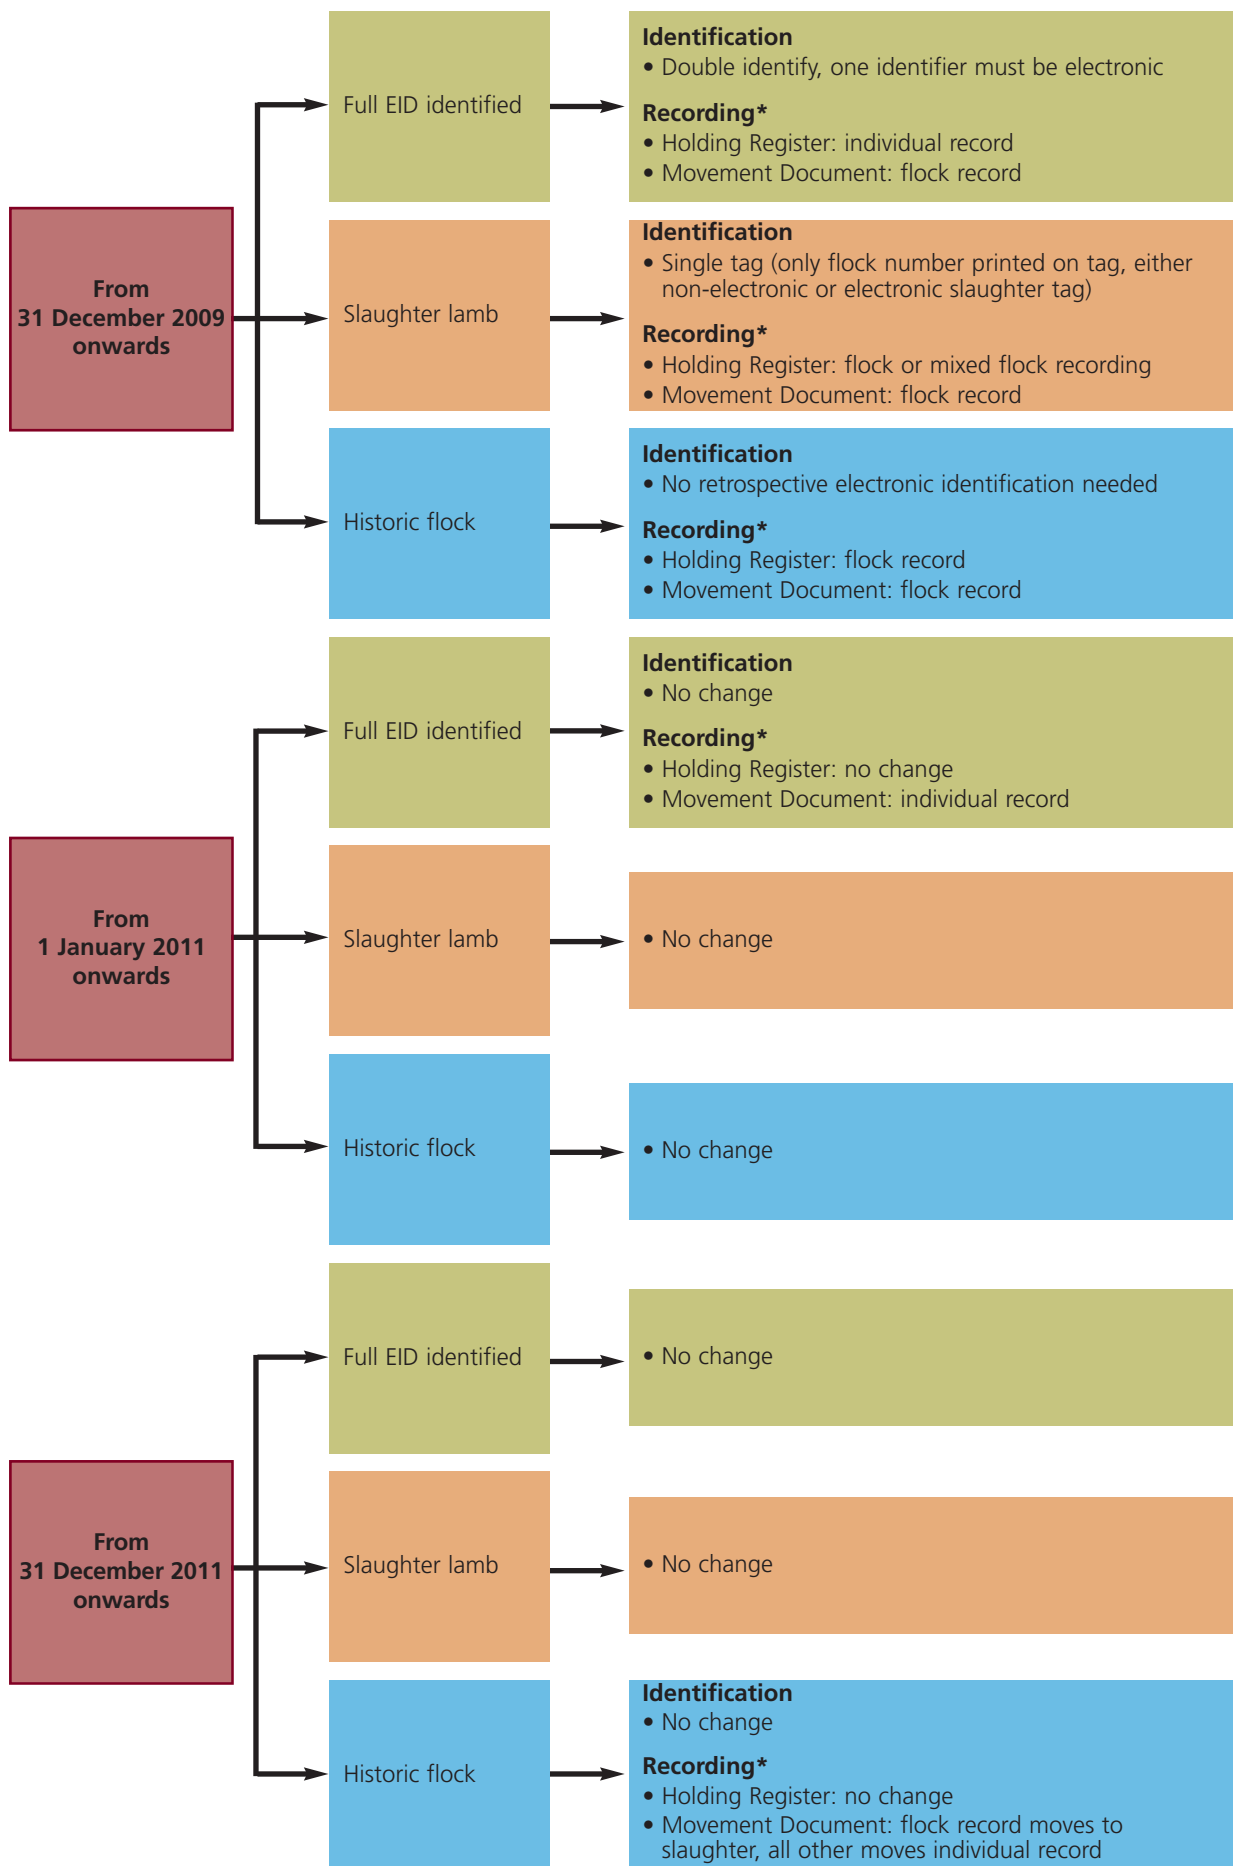 From
31 December 2009
onwards
Full EID identified
Identification
• Double identify, one identifier must be electronic
Recording*
• Holding Register: individual record
• Movement Document: flock record
Slaughter lamb
Identification
• Single tag (only flock number printed on tag, either
non-electronic or electronic slaughter tag)
Recording*
• Holding Register: flock or mixed flock recording
• Movement Document: flock record
Historic flock
Identification
• No retrospective electronic identification needed
Recording*
• Holding Register: flock record
• Movement Document: flock record
From
1 January 2011
onwards
Full EID identified
Identification
• No change
Recording*
• Holding Register: no change
• Movement Document: individual record
Slaughter lamb
• No change
Historic flock
• No change
From
31 December 2011
onwards
Full EID identified
• No change
Slaughter lamb
• No change
Historic flock
Identification
• No change
Recording*
• Holding Register: no change
• Movement Document: flock record moves to
slaughter, all other moves individual record